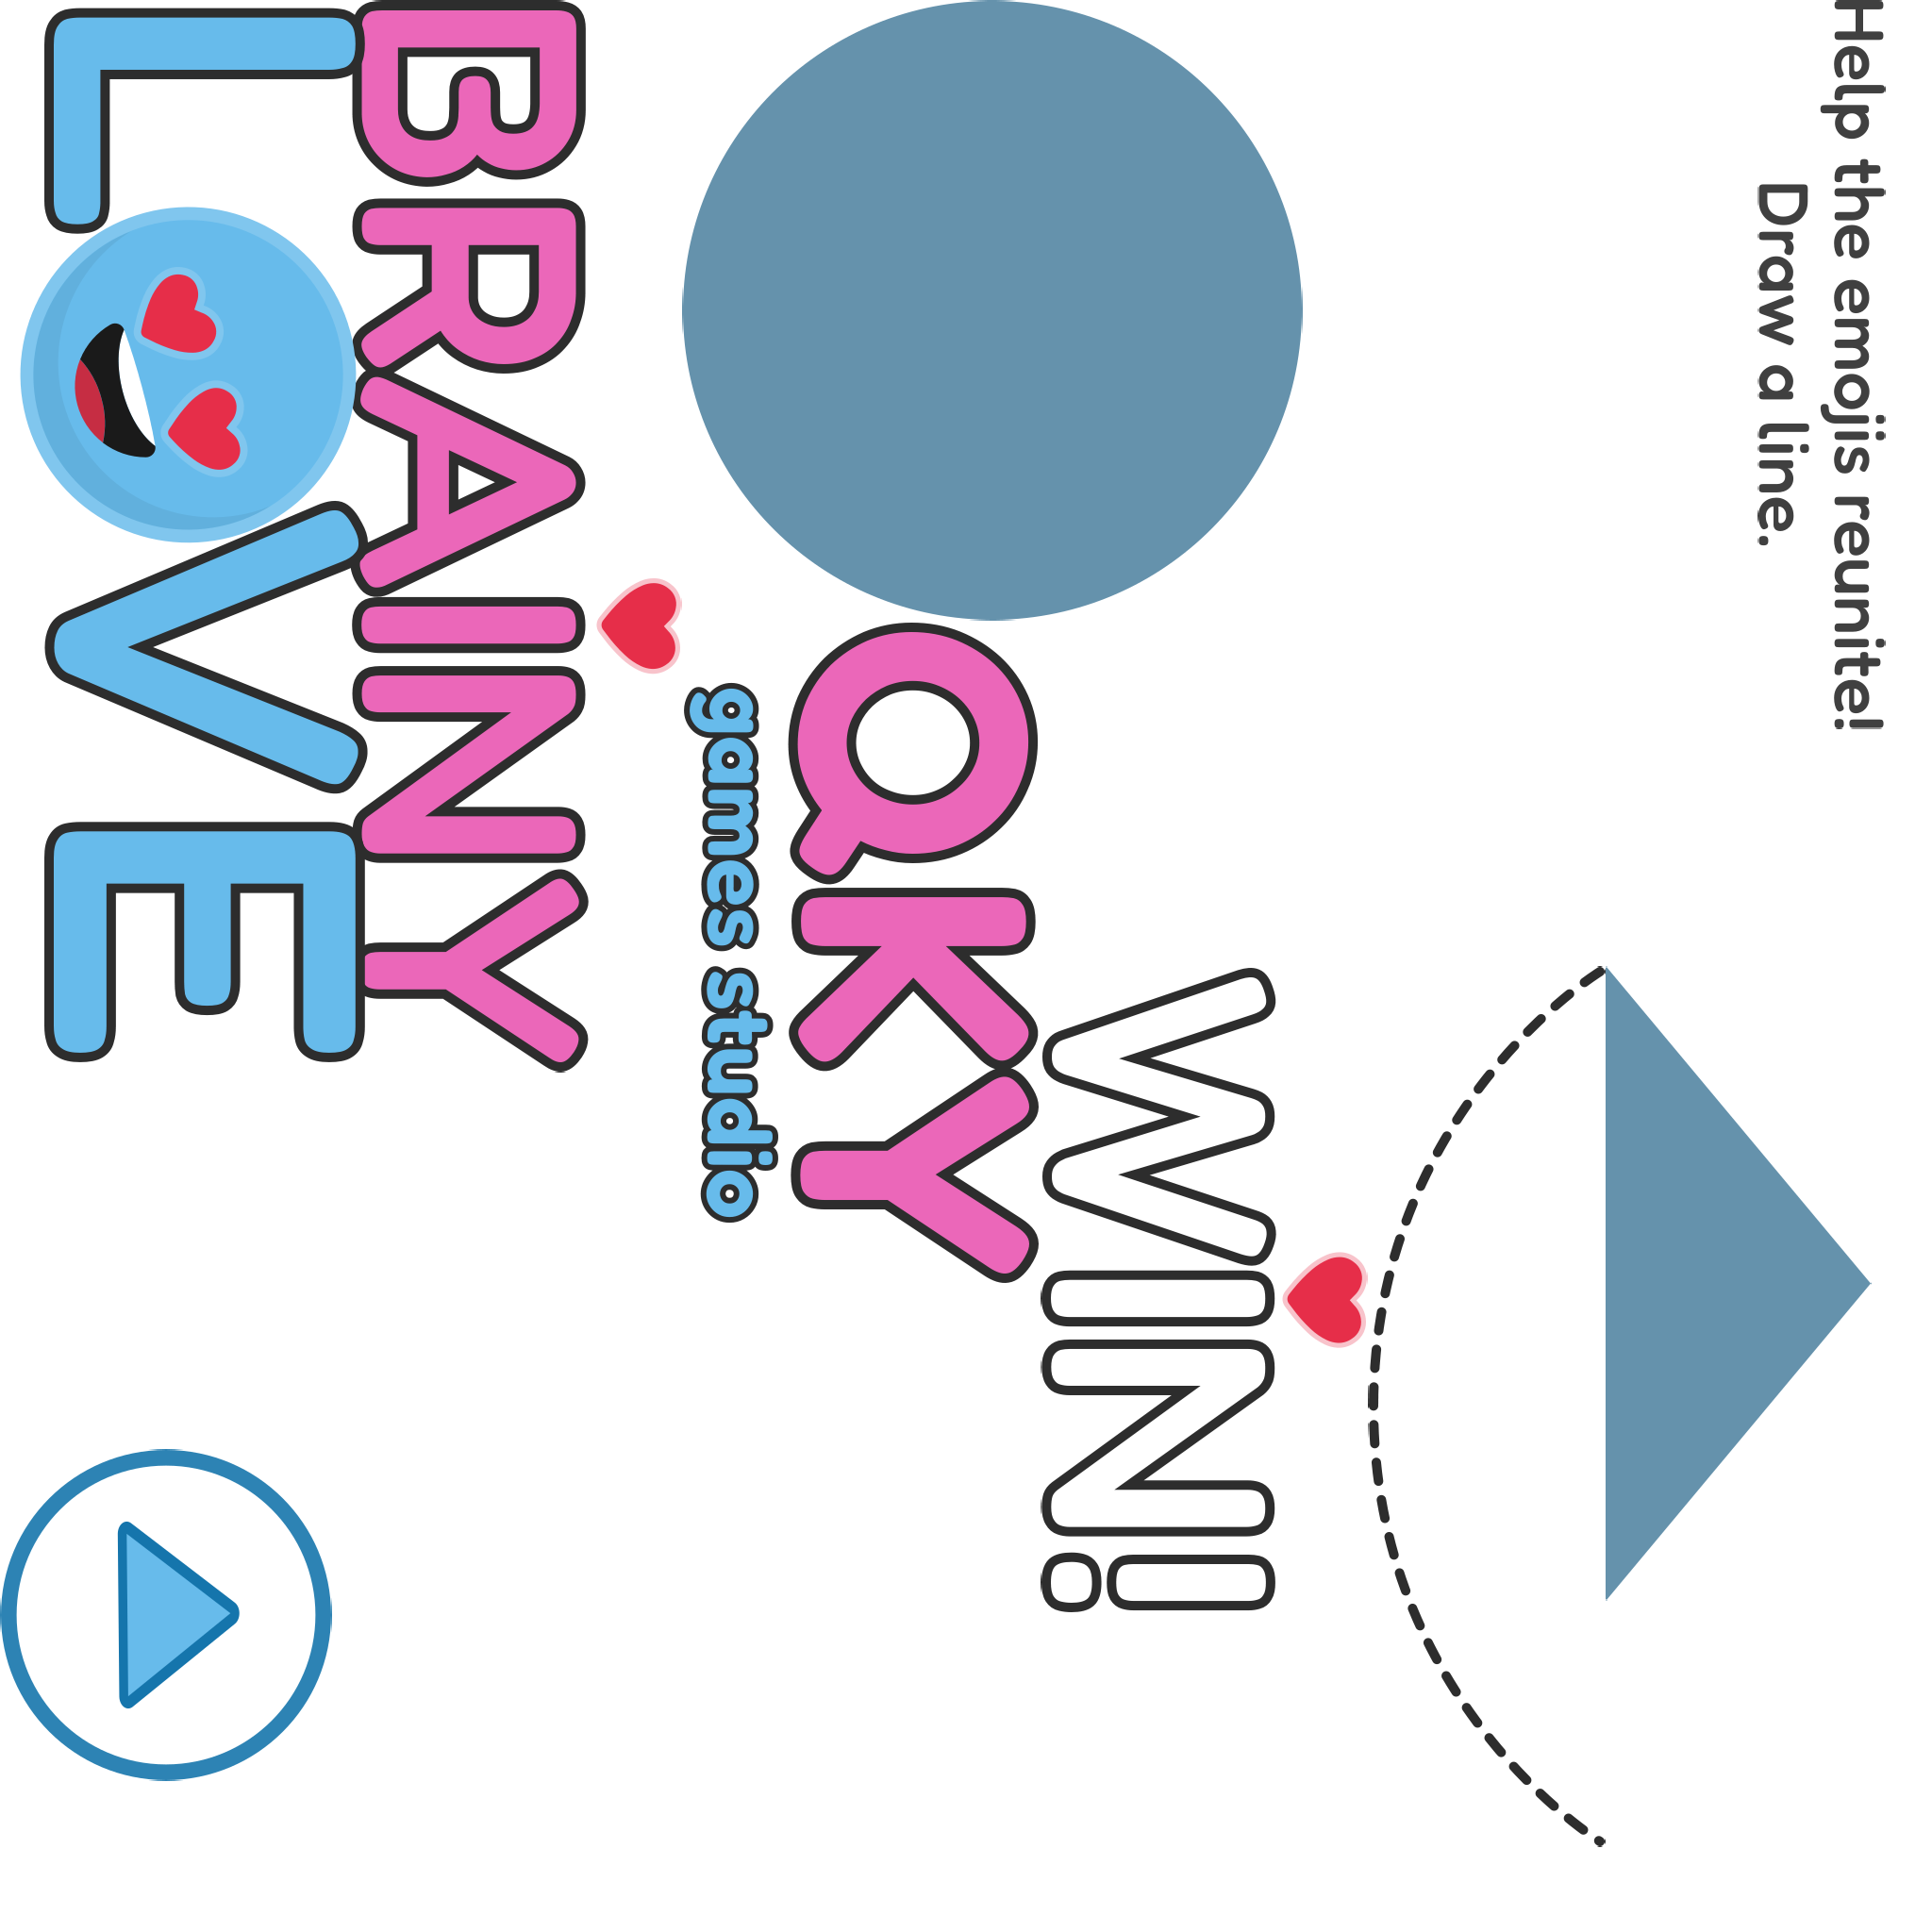 Help the emojis reunite!
Draw a line.
WIN!
QKY
games studio
BRAINY
LOVE